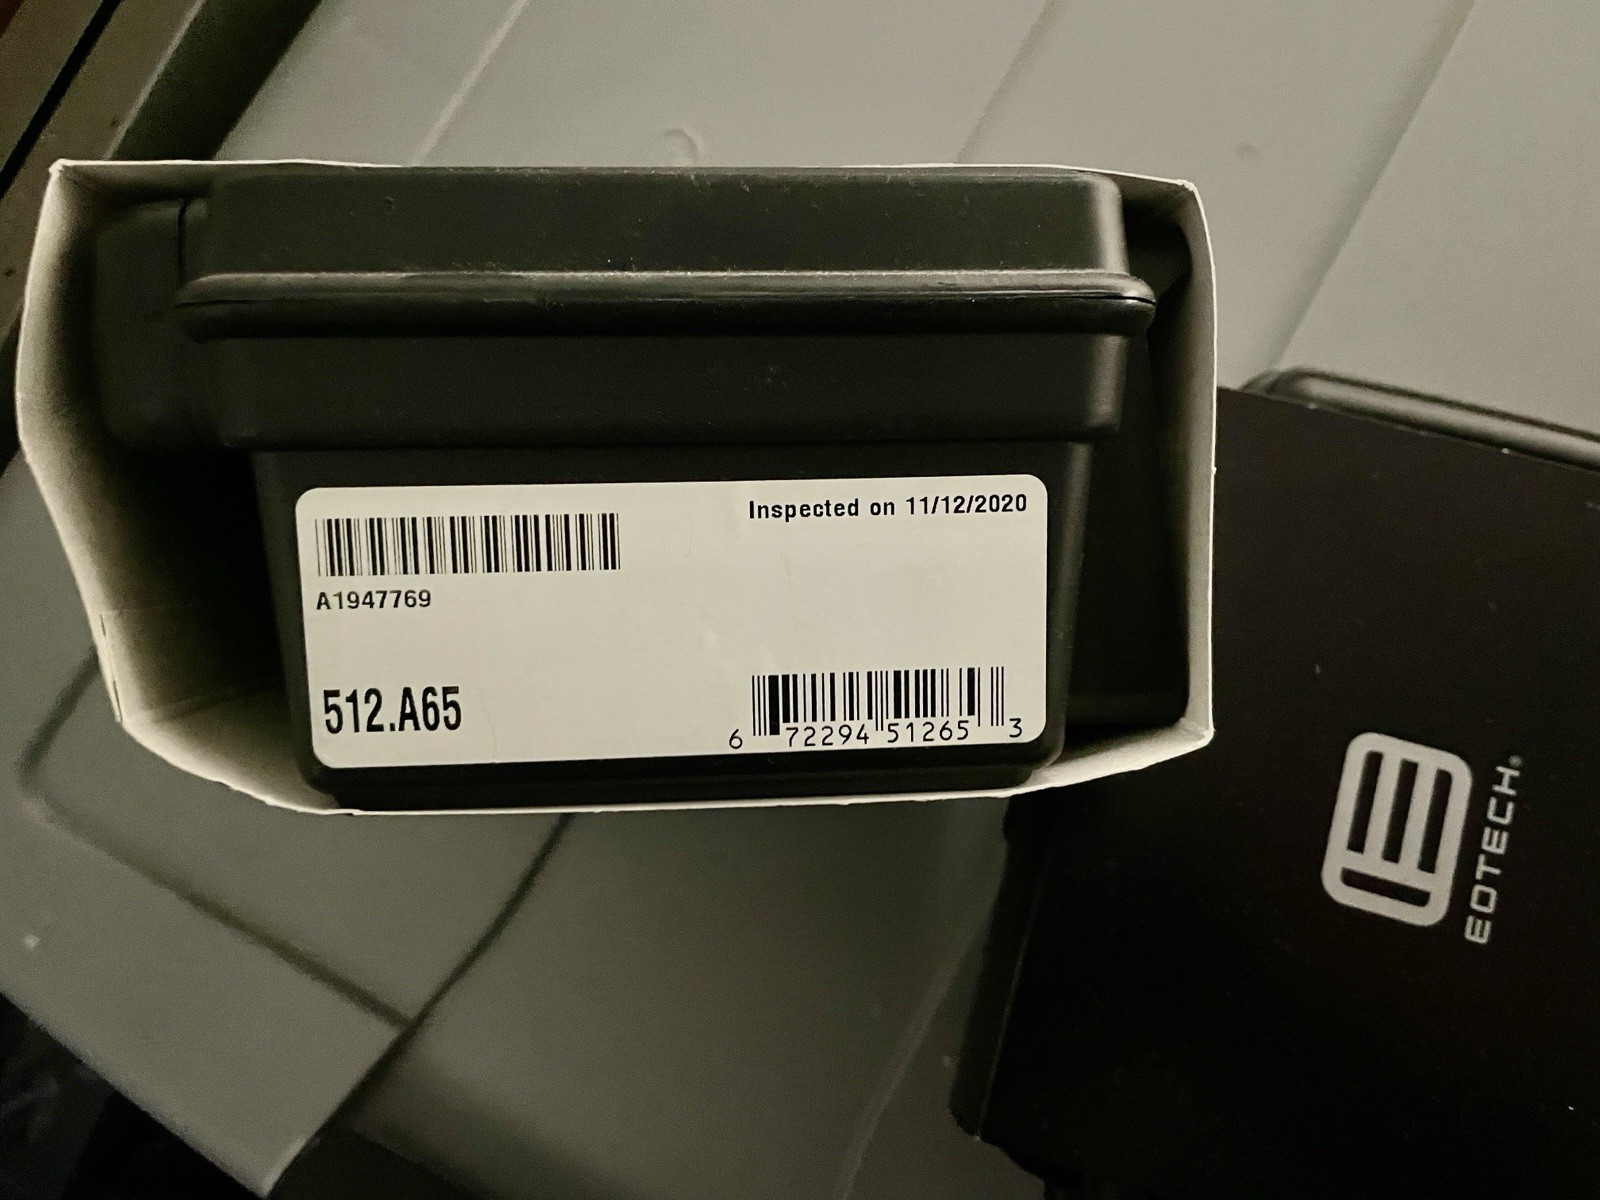 Inspected on 11/12/2020
A1947769
512.A65
6 72294 51265 3
EOTECH®